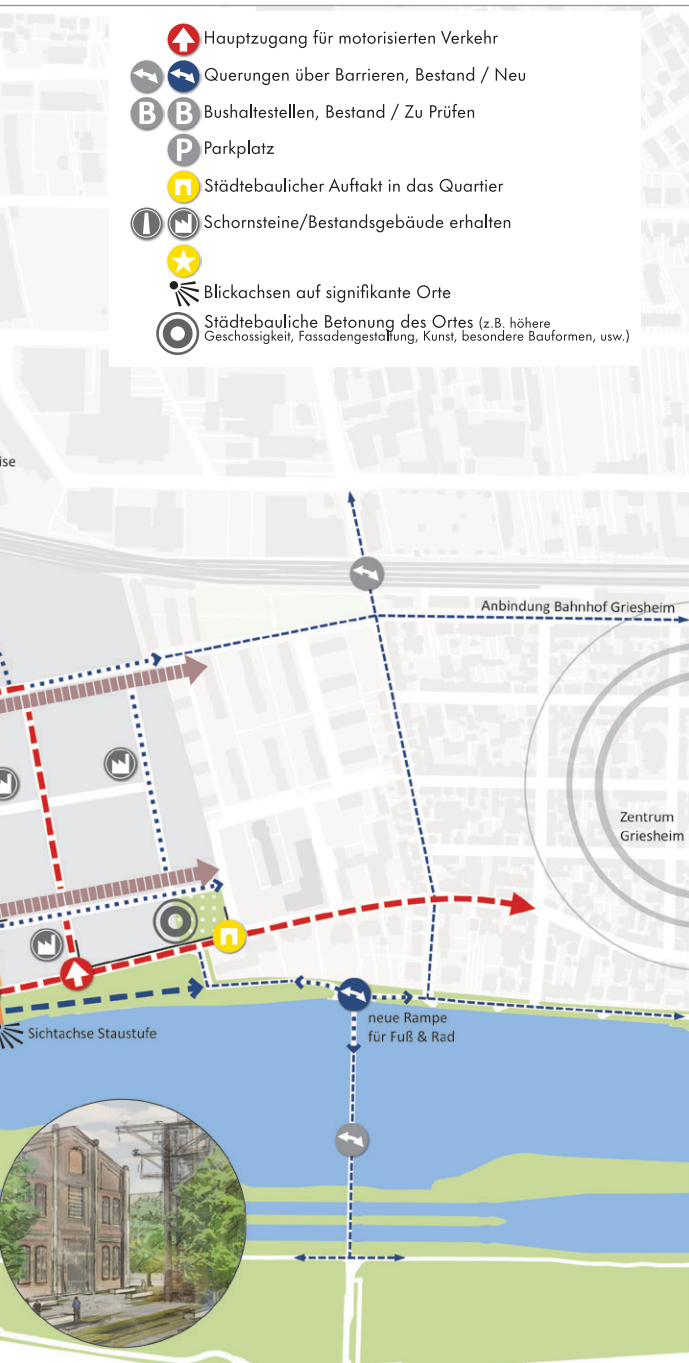 Hauptzugang für motorisierten Verkehr
Querungen über Barrieren, Bestand / Neu
B B Bushaltestellen, Bestand / Zu Prüfen
P Parkplatz
Städtebaulicher Auftakt in das Quartier
Schornsteine/Bestandsgebäude erhalten
Blickachsen auf signifikante Orte
Städtebauliche Betonung des Ortes (z.B. höhere
Geschossigkeit, Fassadengestaltung, Kunst, besondere Bauformen, usw.)
ise
Anbindung Bahnhof Griesheim
Zentrum
Griesheim
neue Rampe
für Fuß & Rad
Sichtachse Staustufe